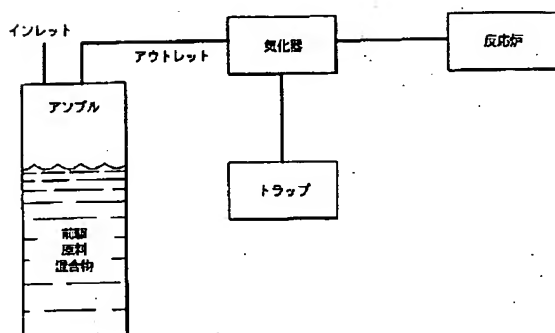 インレット
アウトレット
気化器
反応炉
アンプル
トラップ
前駆
原料
混合物